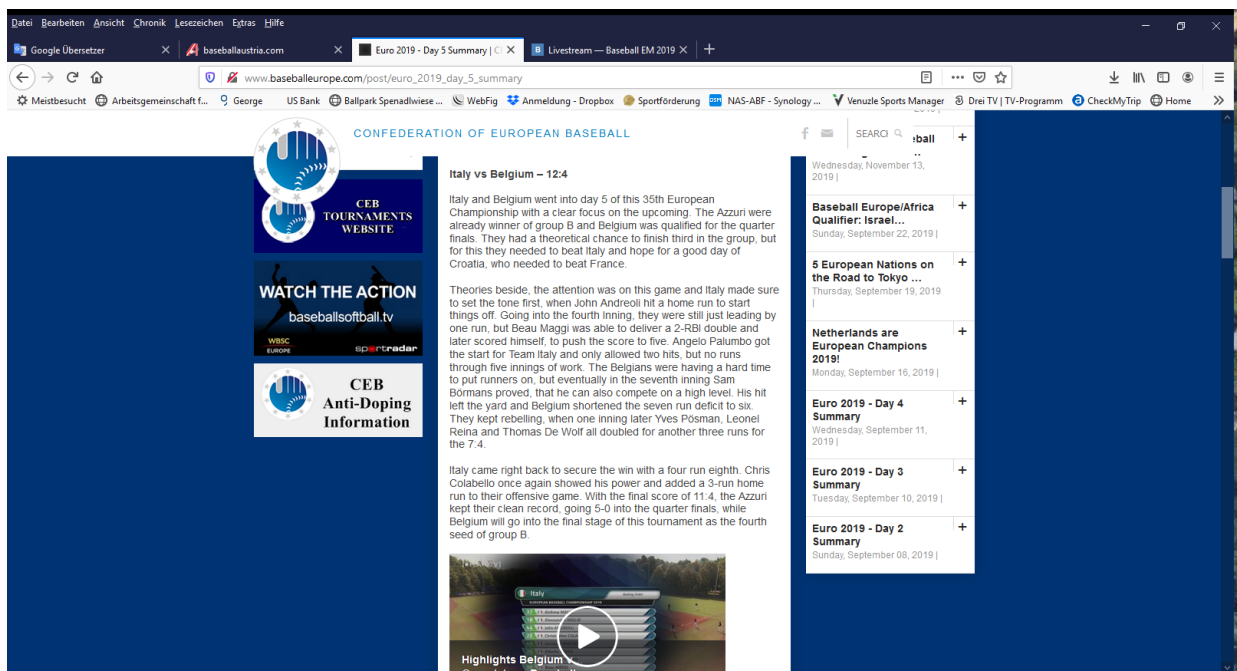 Datei Bearbeiten Ansicht Chronik Lesezeichen Extras Hilfe
Google Übersetzer
baseballaustria.com
Euro 2019 - Day 5 Summary | C
Livestream — Baseball EM 2019
www.baseballeurope.com/post/euro_2019_day_5_summary
Meistbesucht
Arbeitsgemeinschaft f...
George
US Bank
Ballpark Spenadlwiese ...
WebFig
Anmeldung - Dropbox
Sportförderung
NAS-ABF - Synology ...
Venuzle Sports Manager
Drei TV | TV-Programm
CheckMyTrip
Home
CONFEDERATION OF EUROPEAN BASEBALL
SEARC
CEB
TOURNAMENTS
WEBSITE
WATCH THE ACTION
baseballsoftball.tv
WBSC
EUROPE
sportradar
CEB
Anti-Doping
Information
Italy vs Belgium – 12:4
Italy and Belgium went into day 5 of this 35th European
Championship with a clear focus on the upcoming. The Azzuri were
already winner of group B and Belgium was qualified for the quarter
finals. They had a theoretical chance to finish third in the group, but
for this they needed to beat Italy and hope for a good day of
Croatia, who needed to beat France.
Theories beside, the attention was on this game and Italy made sure
to set the tone first, when John Andreoli hit a home run to start
things off. Going into the fourth Inning, they were still just leading by
one run, but Beau Maggi was able to deliver a 2-RBI double and
later scored himself, to push the score to five. Angelo Palumbo got
the start for Team Italy and only allowed two hits, but no runs
through five innings of work. The Belgians were having a hard time
to put runners on, but eventually in the seventh inning Sam
Börmans proved, that he can also compete on a high level. His hit
left the yard and Belgium shortened the seven run deficit to six.
They kept rebelling, when one inning later Yves Pösman, Leonel
Reina and Thomas De Wolf all doubled for another three runs for
the 7:4.
Italy came right back to secure the win with a four run eighth. Chris
Colabello once again showed his power and added a 3-run home
run to their offensive game. With the final score of 11:4, the Azzuri
kept their clean record, going 5-0 into the quarter finals, while
Belgium will go into the final stage of this tournament as the fourth
seed of group B.
Italy
Highlights Belgium v
eball
Wednesday, November 13,
2019 |
Baseball Europe/Africa
Qualifier: Israel...
Sunday, September 22, 2019 |
5 European Nations on
the Road to Tokyo ...
Thursday, September 19, 2019
|
Netherlands are
European Champions
2019!
Monday, September 16, 2019 |
Euro 2019 - Day 4
Summary
Wednesday, September 11,
2019 |
Euro 2019 - Day 3
Summary
Tuesday, September 10, 2019 |
Euro 2019 - Day 2
Summary
Sunday, September 08, 2019 |